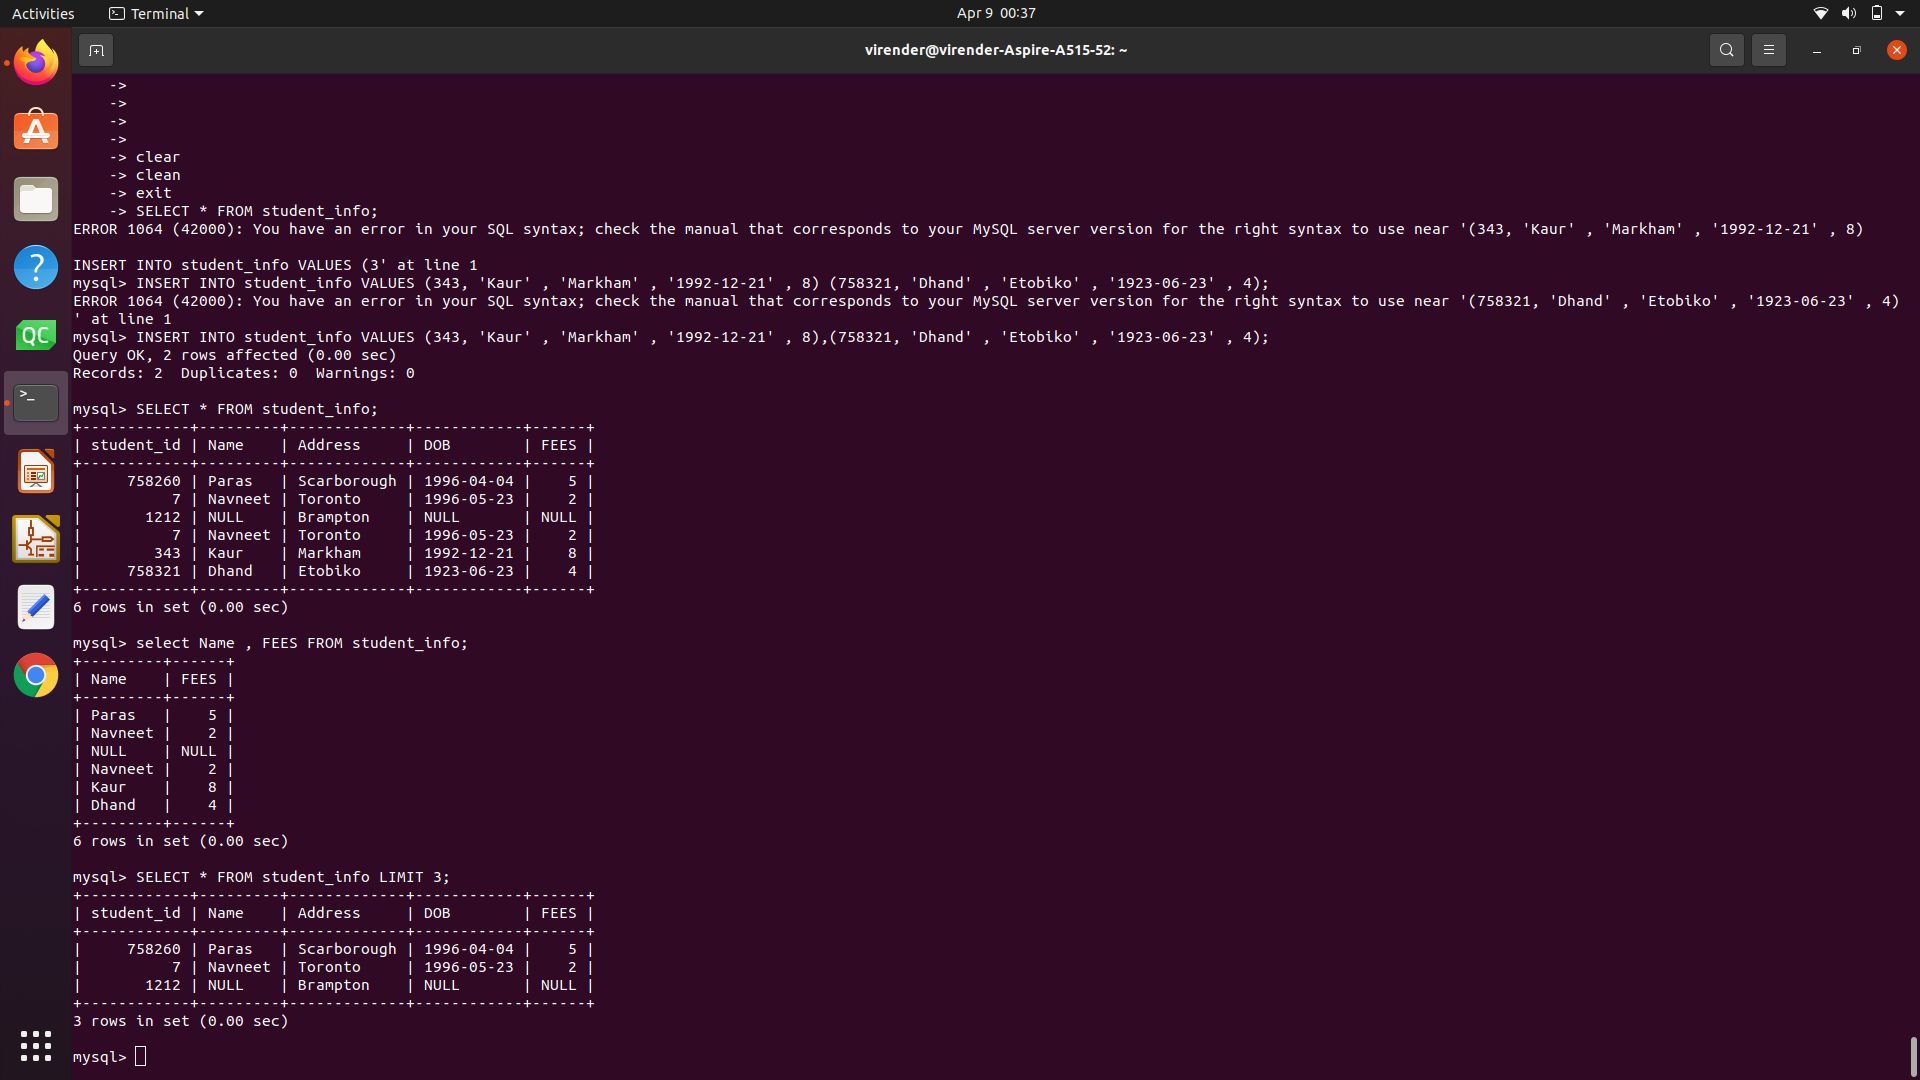 Activities Terminal Apr 9 00:37
virender@virender-Aspire-A515-52: ~
    ->
    ->
    ->
    ->
    -> clear
    -> clean
    -> exit
    -> SELECT * FROM student_info;
ERROR 1064 (42000): You have an error in your SQL syntax; check the manual that corresponds to your MySQL server version for the right syntax to use near '(343, 'Kaur' , 'Markham' , '1992-12-21' , 8)
INSERT INTO student_info VALUES (3' at line 1
mysql> INSERT INTO student_info VALUES (343, 'Kaur' , 'Markham' , '1992-12-21' , 8) (758321, 'Dhand' , 'Etobiko' , '1923-06-23' , 4);
ERROR 1064 (42000): You have an error in your SQL syntax; check the manual that corresponds to your MySQL server version for the right syntax to use near '(758321, 'Dhand' , 'Etobiko' , '1923-06-23' , 4)
' at line 1
mysql> INSERT INTO student_info VALUES (343, 'Kaur' , 'Markham' , '1992-12-21' , 8),(758321, 'Dhand' , 'Etobiko' , '1923-06-23' , 4);
Query OK, 2 rows affected (0.00 sec)
Records: 2  Duplicates: 0  Warnings: 0
mysql> SELECT * FROM student_info;
+------------+---------+-------------+------------+------+
| student_id | Name    | Address     | DOB        | FEES |
+------------+---------+-------------+------------+------+
|     758260 | Paras   | Scarborough | 1996-04-04 |    5 |
|          7 | Navneet | Toronto     | 1996-05-23 |    2 |
|       1212 | NULL    | Brampton    | NULL       | NULL |
|          7 | Navneet | Toronto     | 1996-05-23 |    2 |
|        343 | Kaur    | Markham     | 1992-12-21 |    8 |
|     758321 | Dhand   | Etobiko     | 1923-06-23 |    4 |
+------------+---------+-------------+------------+------+
6 rows in set (0.00 sec)
mysql> select Name , FEES FROM student_info;
+---------+------+
| Name    | FEES |
+---------+------+
| Paras   |    5 |
| Navneet |    2 |
| NULL    | NULL |
| Navneet |    2 |
| Kaur    |    8 |
| Dhand   |    4 |
+---------+------+
6 rows in set (0.00 sec)
mysql> SELECT * FROM student_info LIMIT 3;
+------------+---------+-------------+------------+------+
| student_id | Name    | Address     | DOB        | FEES |
+------------+---------+-------------+------------+------+
|     758260 | Paras   | Scarborough | 1996-04-04 |    5 |
|          7 | Navneet | Toronto     | 1996-05-23 |    2 |
|       1212 | NULL    | Brampton    | NULL       | NULL |
+------------+---------+-------------+------------+------+
3 rows in set (0.00 sec)
mysql>
QC